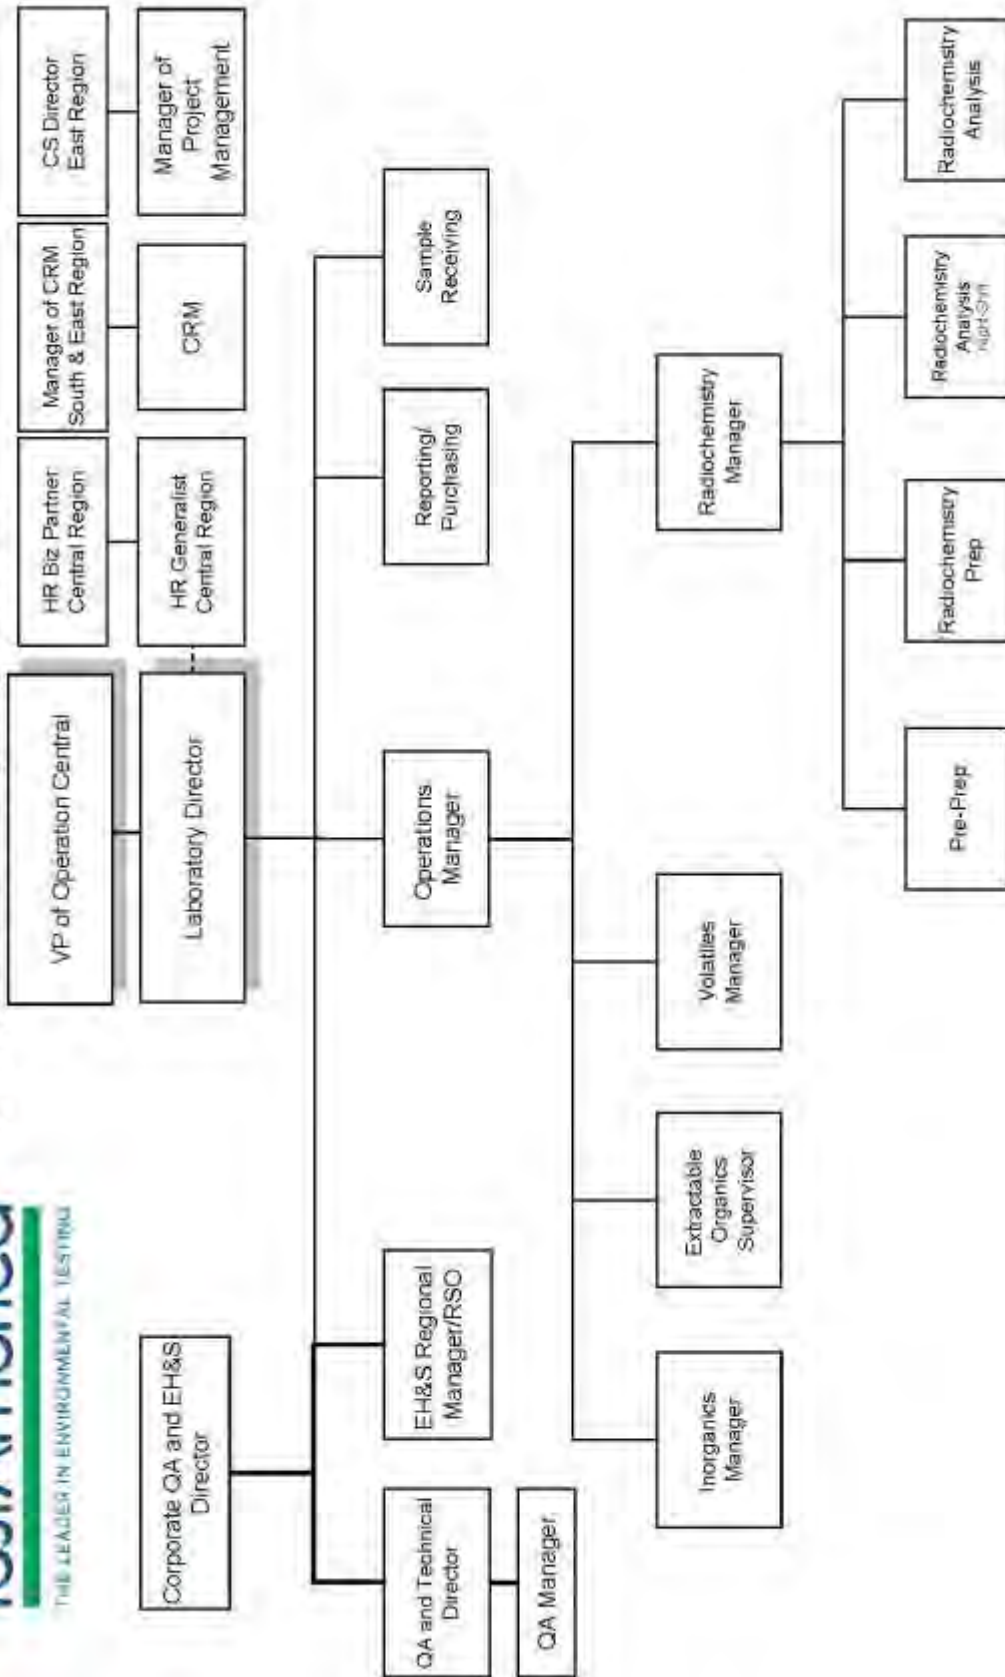 TestAmerica
THE LEADER IN ENVIRONMENTAL TESTING
VP of Operation Central
HR Biz Partner
Central Region
Manager of CRM
South & East Region
CS Director
East Region
Corporate QA and EH&S
Director
Laboratory Director
HR Generalist
Central Region
CRM
Manager of
Project
Management
QA and Technical
Director
EH&S Regional
Manager/RSO
Operations
Manager
Reporting/
Purchasing
Sample
Receiving
QA Manager
Inorganics
Manager
Extractable
Organics
Supervisor
Volatiles
Manager
Radiochemistry
Manager
Pre-Prep
Radiochemistry
Prep
Radiochemistry
Analysis
Night-Shift
Radiochemistry
Analysis